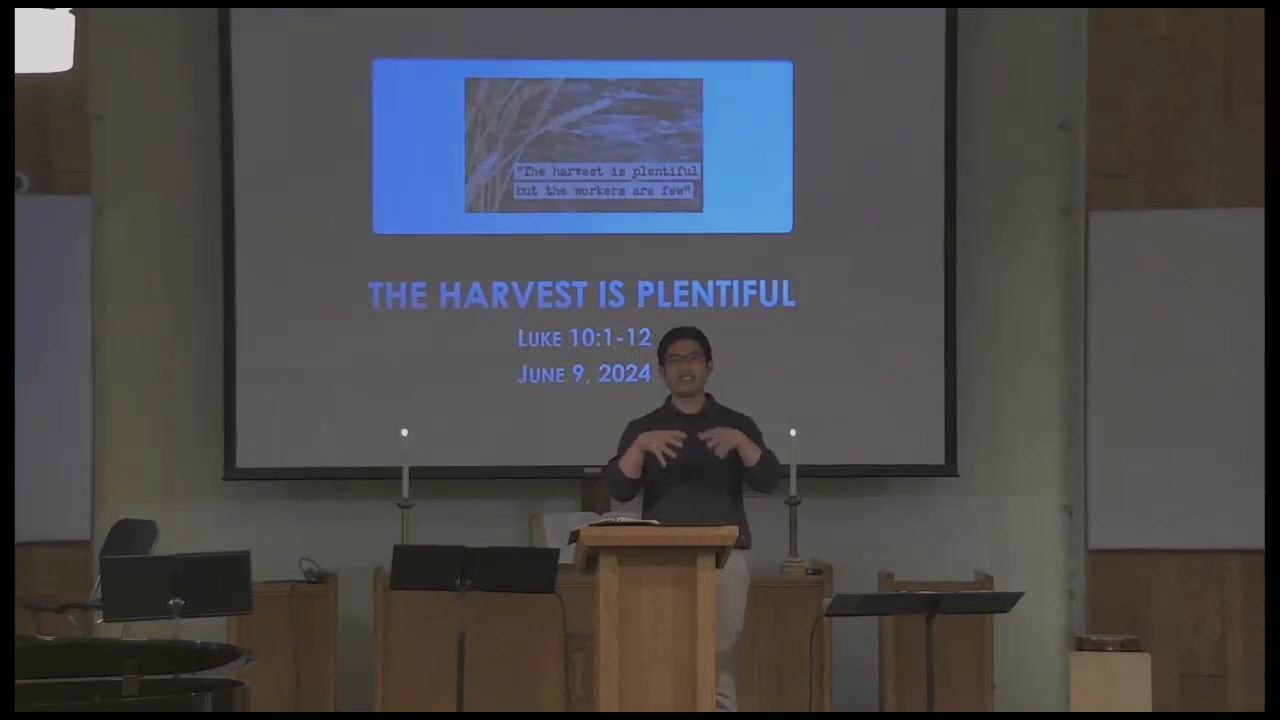 "The harvest is plentiful
but the workers are few"
THE HARVEST IS PLENTIFUL
LUKE 10:1-12
JUNE 9, 2024